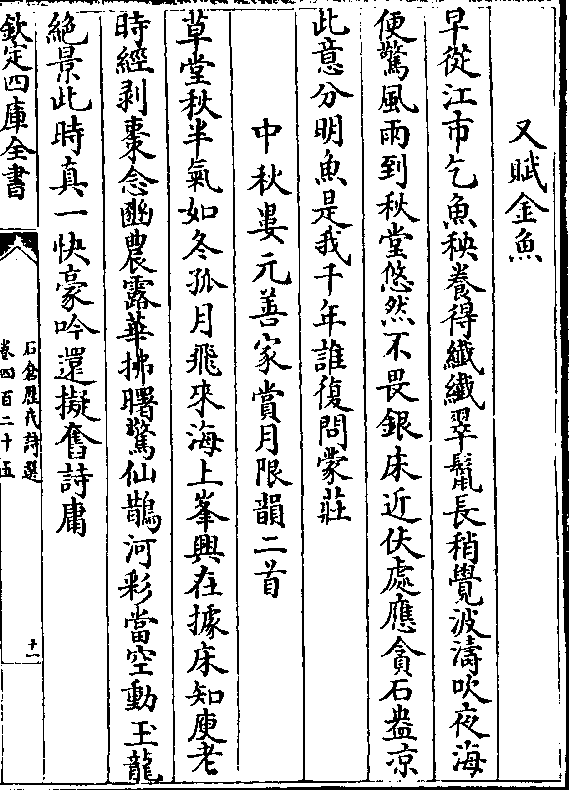 又賦金魚
早從江市乞魚秧養得纖纖翠鬛長稍覺波濤吹夜海
便驚風雨到秋堂悠然不畏銀床近伏處應貪石盎凉
此意分明魚是我千年誰復問蒙莊
中秋婁元善家賞月限韻二首
草堂秋半氣如冬孤月飛來海上峯興在據床知庾老
時經剥棗念豳農露華拂曙驚仙鵲河彩當空動玉龍
絶景此時真一快豪吟還擬奮詩庸
欽定四庫全書
石倉歷代詩選
卷四百二十五
十一